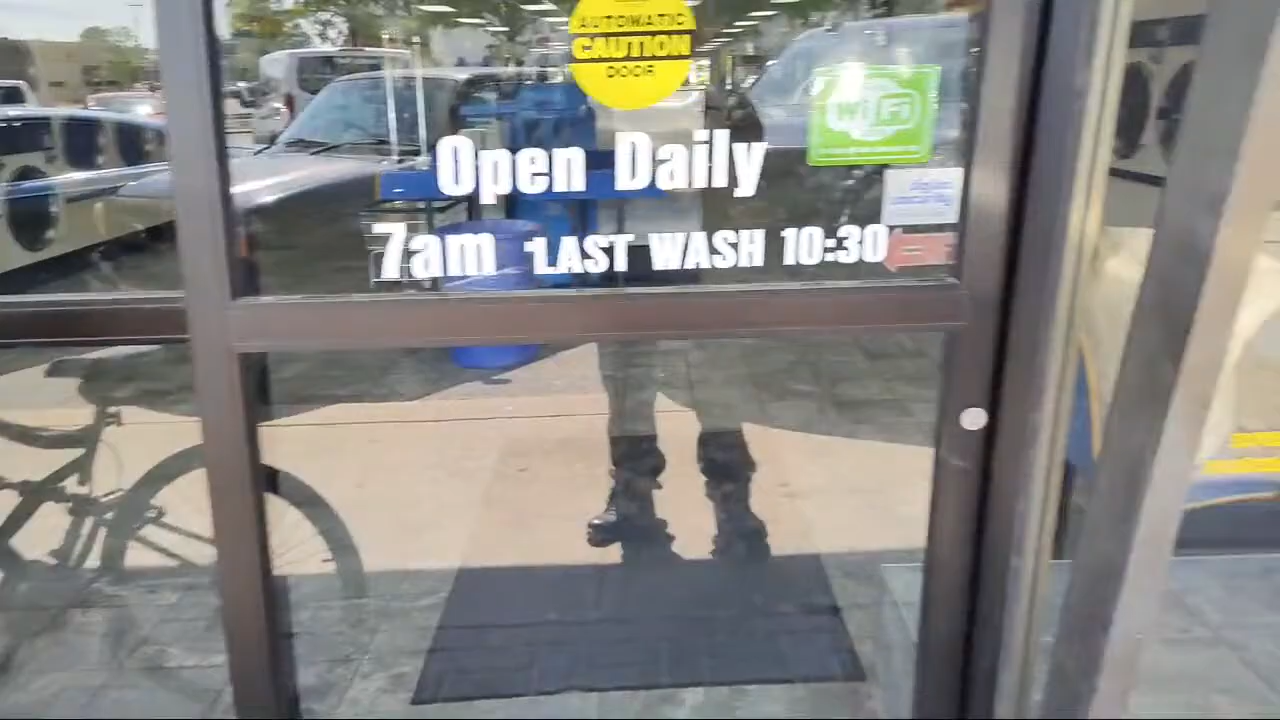 AUTOMATIC
CAUTION
DOOR
WiFi
Open Daily
7am LAST WASH 10:30